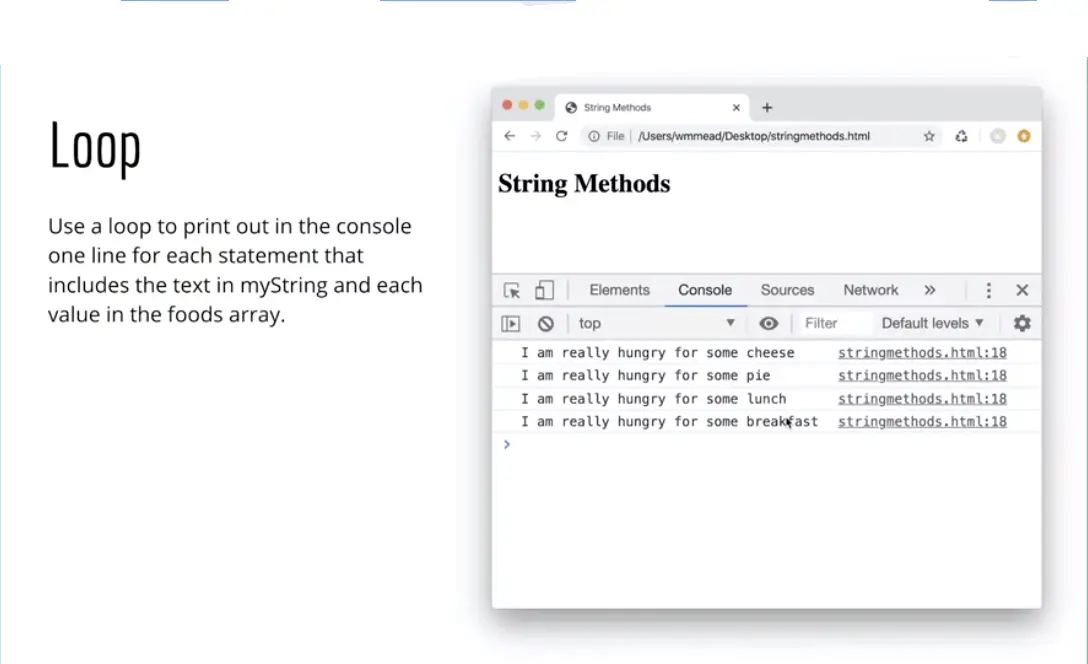 Loop
Use a loop to print out in the console
one line for each statement that
includes the text in myString and each
value in the foods array.
String Methods
File | /Users/wmmead/Desktop/stringmethods.html
String Methods
Elements Console Sources Network »
top Filter Default levels
I am really hungry for some cheese stringmethods.html:18
I am really hungry for some pie stringmethods.html:18
I am really hungry for some lunch stringmethods.html:18
I am really hungry for some breakfast stringmethods.html:18